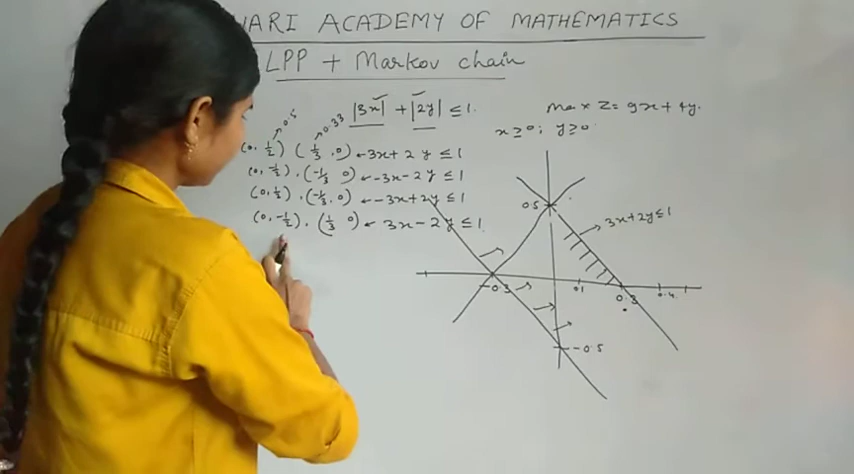 WARI ACADEMY OF MATHEMATICS
LPP + Markov chain
|3x| + |2y| ≤ 1.
Max Z = 9x + 4y.
x ≥ 0; y ≥ 0
→ 0.5
→ 0.33
(0, 1/2) (1/3, 0) ← 3x + 2y ≤ 1
(0, -1/2), (-1/3 0) ← -3x - 2y ≤ 1
(0, 1/2), (-1/3, 0) ← -3x + 2y ≤ 1
(0, -1/2), (1/3 0) ← 3x - 2y ≤ 1
0.5
3x+2y≤1
-0.3
0.1
0.3
0.4
-0.5